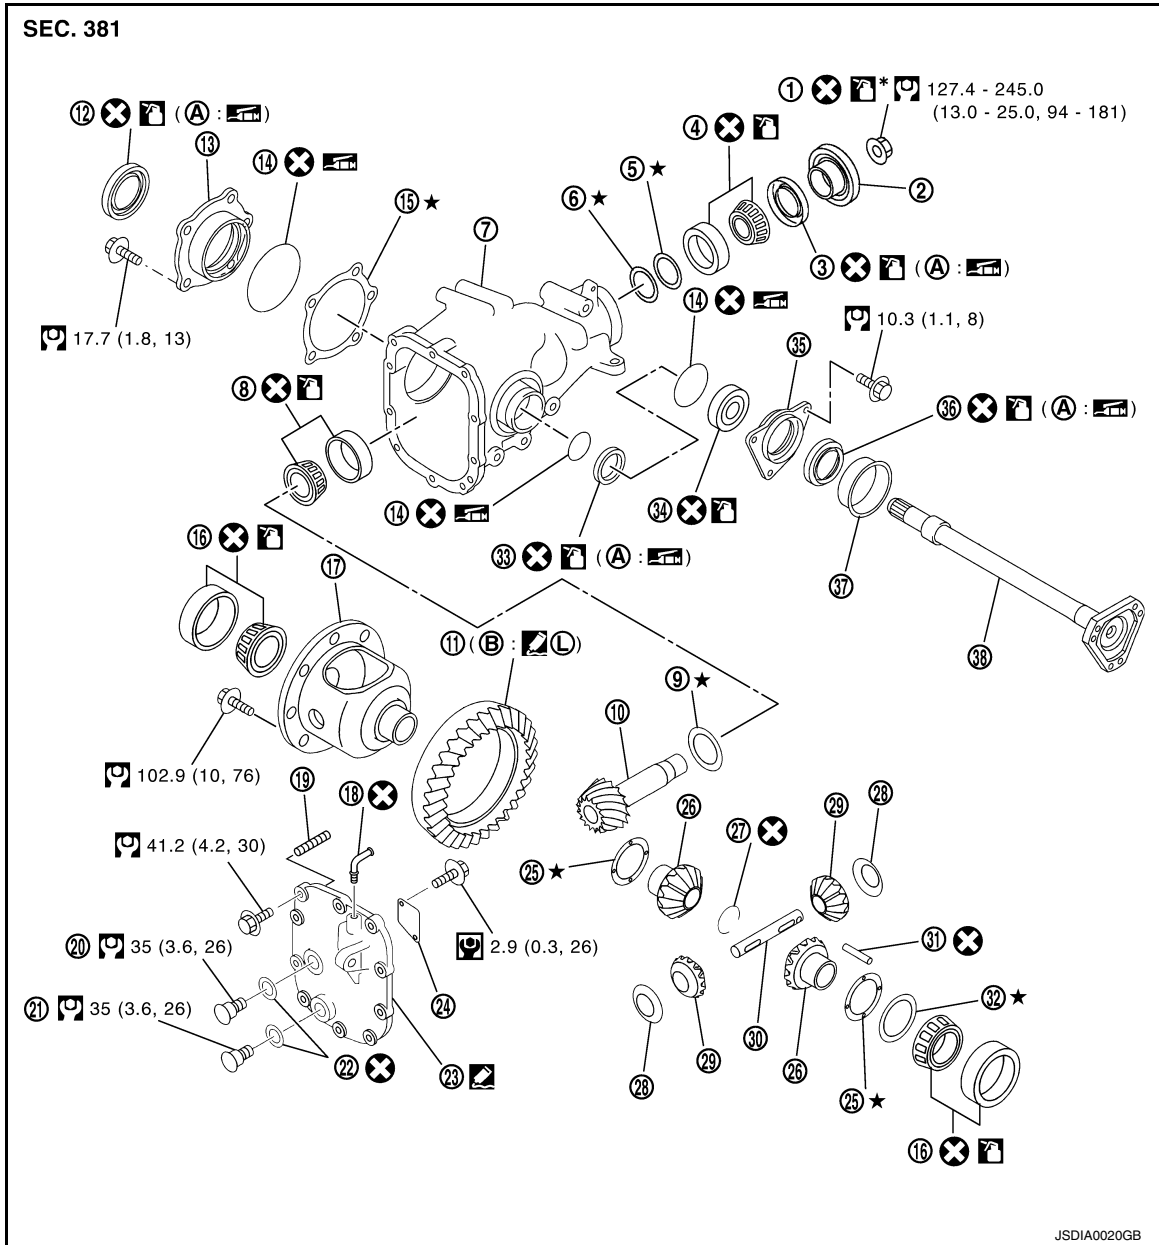 SEC. 381
1 * 127.4 - 245.0
(13.0 - 25.0, 94 - 181)
12 (A : )
4
13
14
5 ★
2
6 ★
15 ★
7
3 (A : )
14
10.3 (1.1, 8)
17.7 (1.8, 13)
35
8
36 (A : )
14
34
16
33 (A : )
17
37
11 (B : L)
38
9 ★
10
102.9 (10, 76)
19
18
26
29
28
27
41.2 (4.2, 30)
25 ★
31
20 35 (3.6, 26)
2.9 (0.3, 26)
32 ★
24
21 35 (3.6, 26)
30
29
22
23
26
28
25 ★
16
JSDIA0020GB